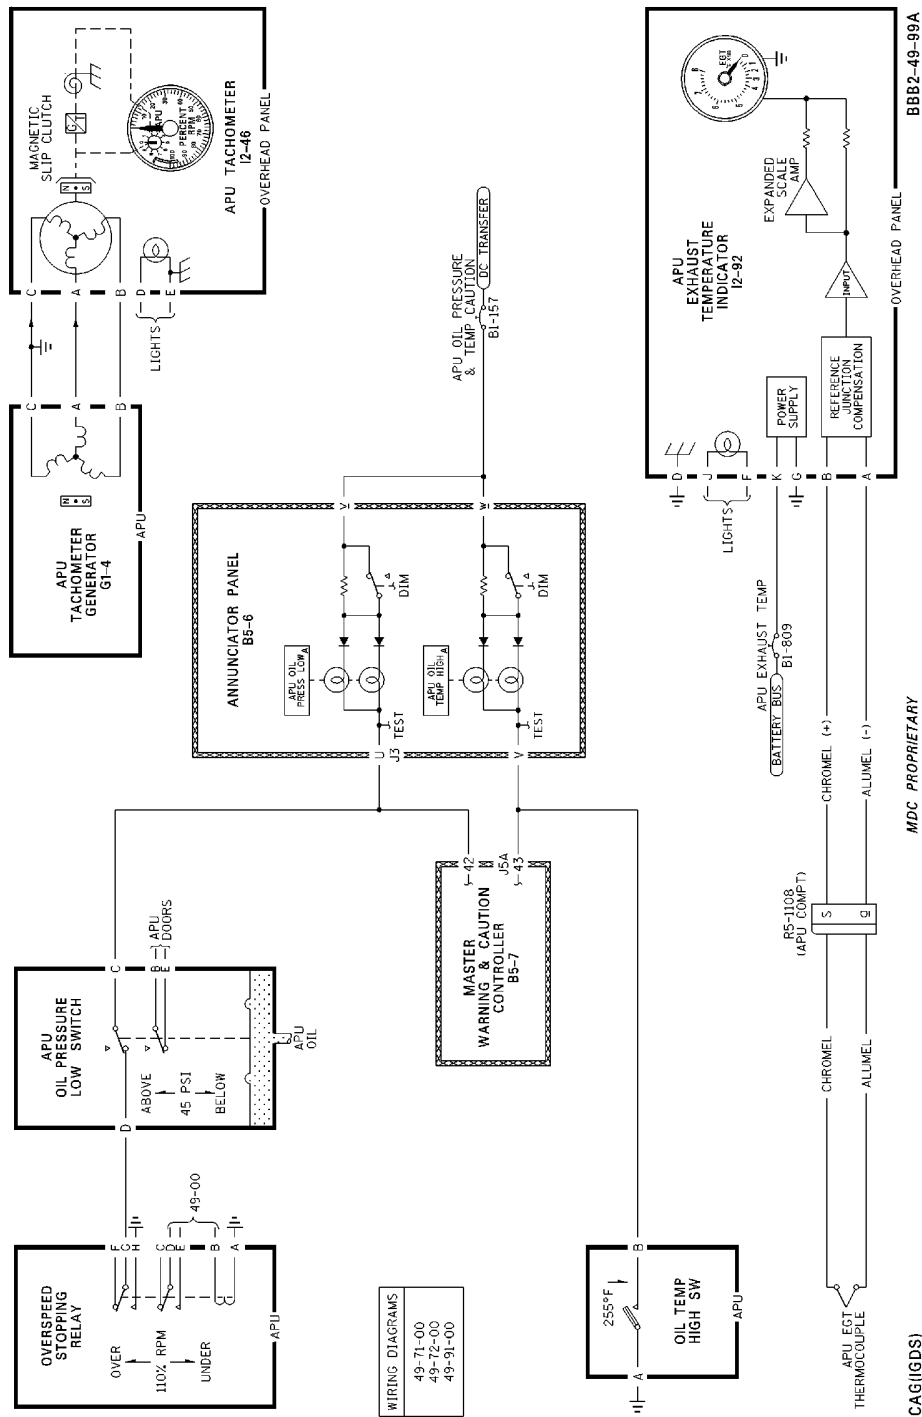 OVERSPEED
STOPPING
RELAY
OVER
110% RPM
UNDER
F
G
H
C
D
E
B
A
49-00
APU
APU
OIL PRESSURE
LOW SWITCH
ABOVE
45 PSI
BELOW
D
C
B
E
APU
DOORS
APU
OIL
APU
TACHOMETER
GENERATOR
G1-4
N
S
APU
C
A
B
C
A
B
D
E
LIGHTS
MAGNETIC
SLIP CLUTCH
N
S
APU
PERCENT
RPM
APU TACHOMETER
I2-46
OVERHEAD PANEL
ANNUNCIATOR PANEL
B5-6
APU OIL
PRESS LOW A
APU OIL
TEMP HIGH A
TEST
TEST
DIM
DIM
U
J3
V
V
W
APU OIL PRESSURE
& TEMP CAUTION
B1-157
DC TRANSFER
MASTER
WARNING & CAUTION
CONTROLLER
B5-7
42
J5A
43
WIRING DIAGRAMS
49-71-00
49-72-00
49-91-00
255°F
A
B
OIL TEMP
HIGH SW
APU
APU EGT
THERMOCOUPLE
CHROMEL
ALUMEL
R5-1108
(APU COMPT)
S
CHROMEL (+)
ALUMEL (-)
BATTERY BUS
APU EXHAUST TEMP
B1-809
LIGHTS
D
J
F
K
G
B
A
POWER
SUPPLY
REFERENCE
JUNCTION
COMPENSATION
INPUT
EXPANDED
SCALE
AMP
APU
EXHAUST
TEMPERATURE
INDICATOR
I2-92
EGT
OVERHEAD PANEL
CAG(IGDS)
MDC PROPRIETARY
BBB2-49-99A